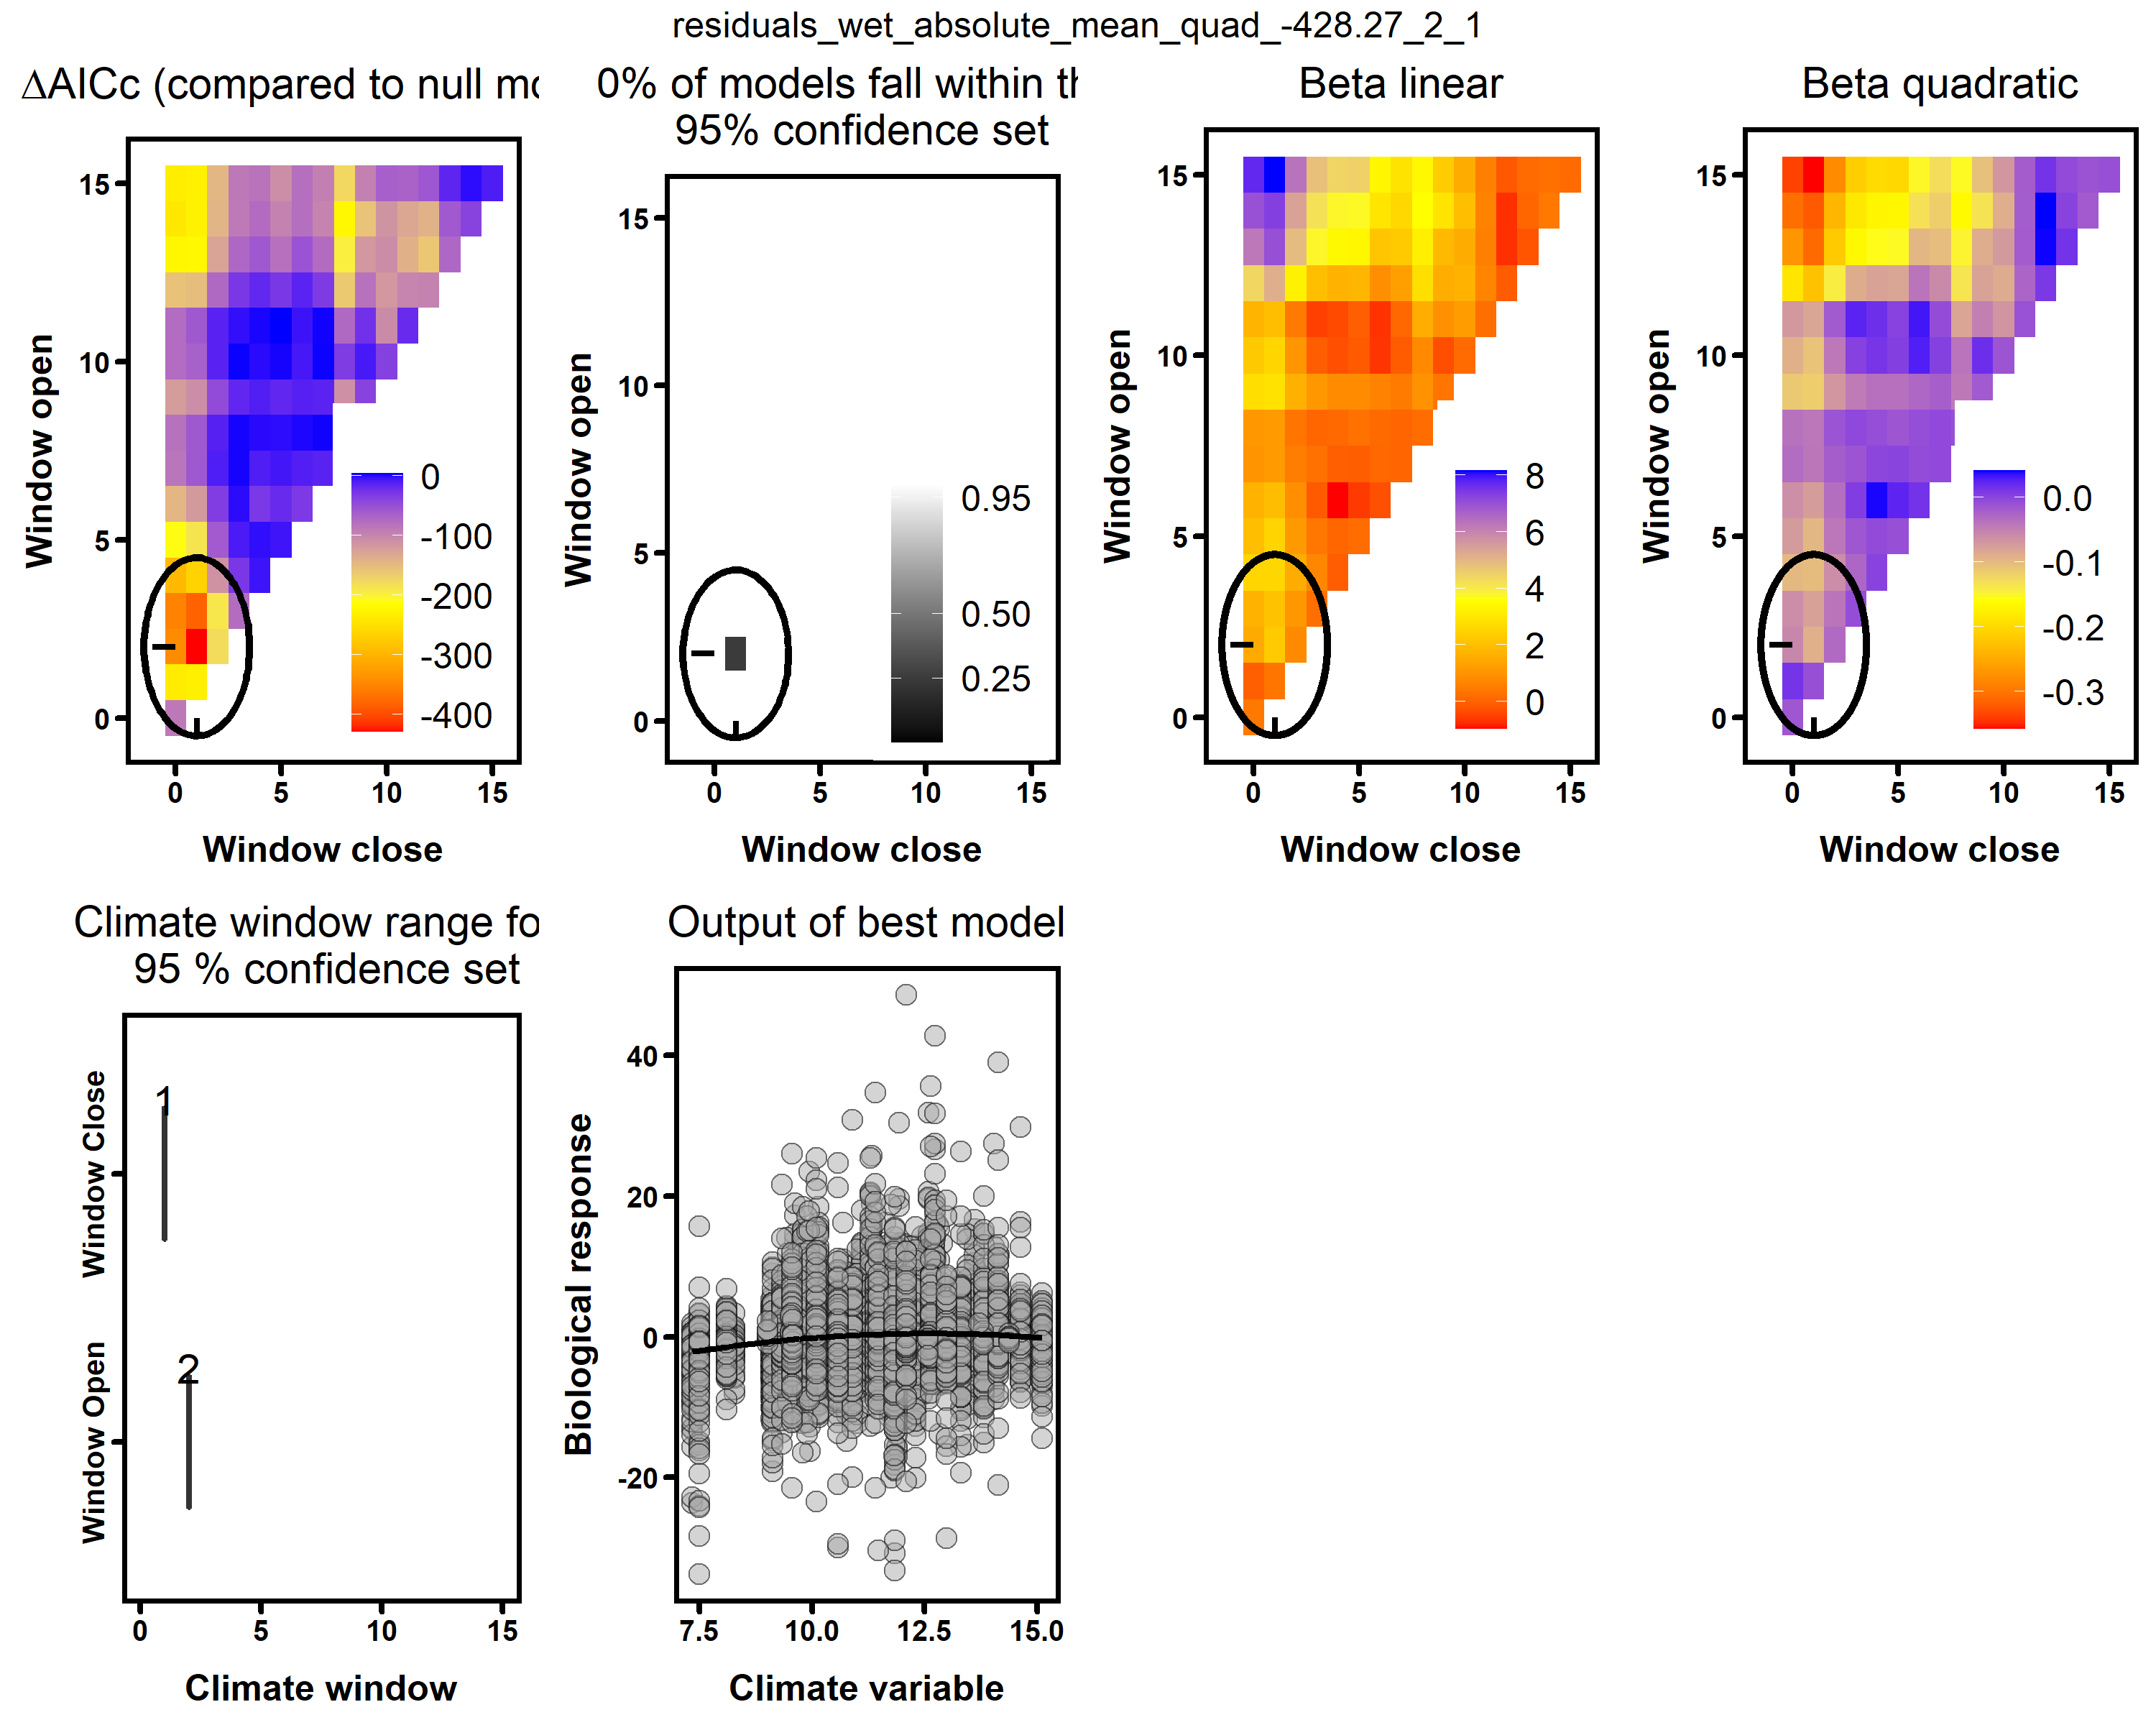 residuals_wet_absolute_mean_quad_-428.27_2_1
ΔAICc (compared to null mo
0% of models fall within th
95% confidence set
Beta linear
Beta quadratic
Window open
15
10
5
0
0
-100
-200
-300
-400
0
5
10
15
Window close
Window open
15
10
5
0
0.95
0.50
0.25
0
5
10
15
Window close
Window open
15
10
5
0
8
6
4
2
0
0
5
10
15
Window close
Window open
15
10
5
0
0.0
-0.1
-0.2
-0.3
0
5
10
15
Window close
Climate window range fo
95 % confidence set
Window Close
Window Open
1
2
0
5
10
15
Climate window
Output of best model
Biological response
40
20
0
-20
7.5
10.0
12.5
15.0
Climate variable